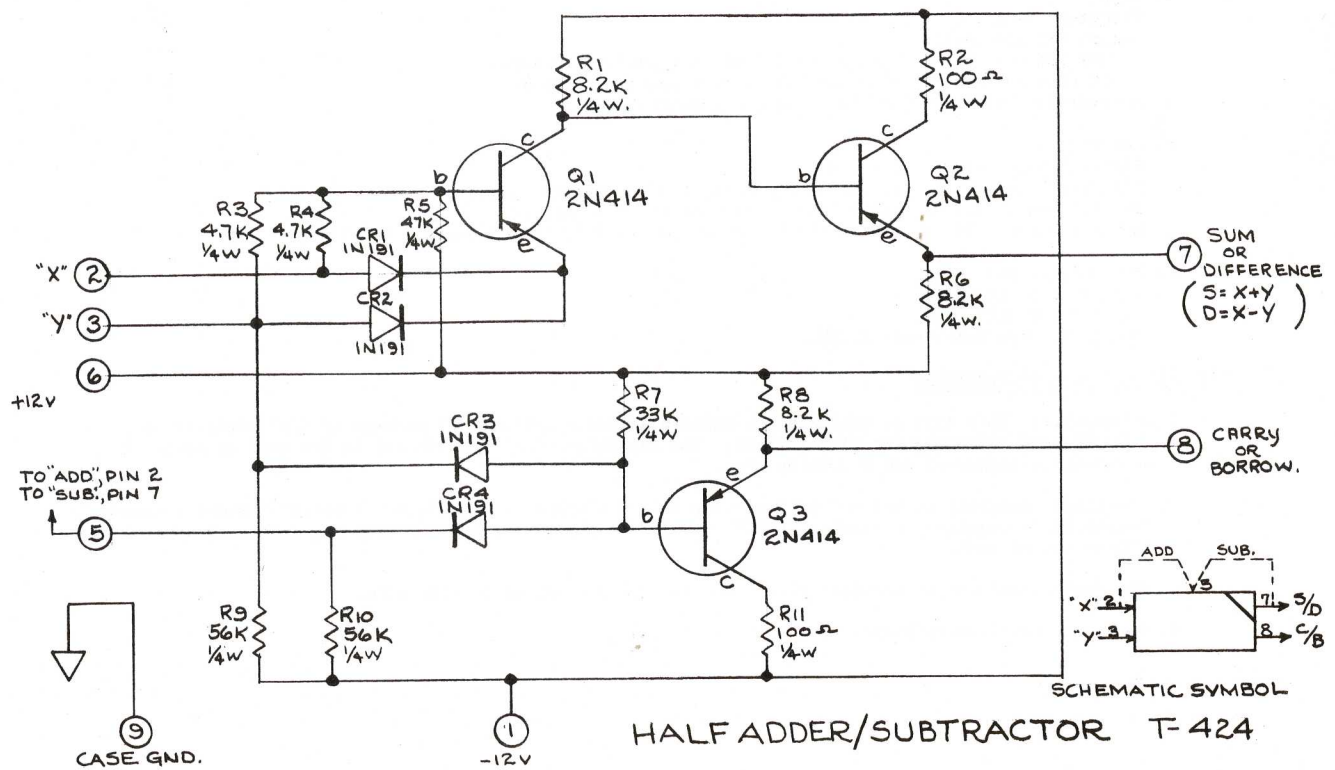 R1
8.2K
1/4W.
R2
100Ω
1/4W
c
b
e
Q1
2N414
c
b
e
Q2
2N414
R3
4.7K
1/4W
R4
4.7K
1/4W
R5
47K
1/4W
CR1
1N191
CR2
1N191
"X" 2
"Y" 3
6
+12V
7
SUM
OR
DIFFERENCE
(S=X+Y
D=X-Y)
R6
8.2K
1/4W.
R7
33K
1/4W
R8
8.2K
1/4W.
CR3
1N191
CR4
1N191
8
CARRY
OR
BORROW.
TO "ADD", PIN 2
TO "SUB", PIN 7
5
b
e
c
Q3
2N414
R9
56K
1/4W
R10
56K
1/4W
R11
100Ω
1/4W
ADD
SUB.
5
"X" 2
7 S/D
"Y" 3
8 C/B
SCHEMATIC SYMBOL
9
CASE GND.
1
-12V
HALF ADDER/SUBTRACTOR T-424